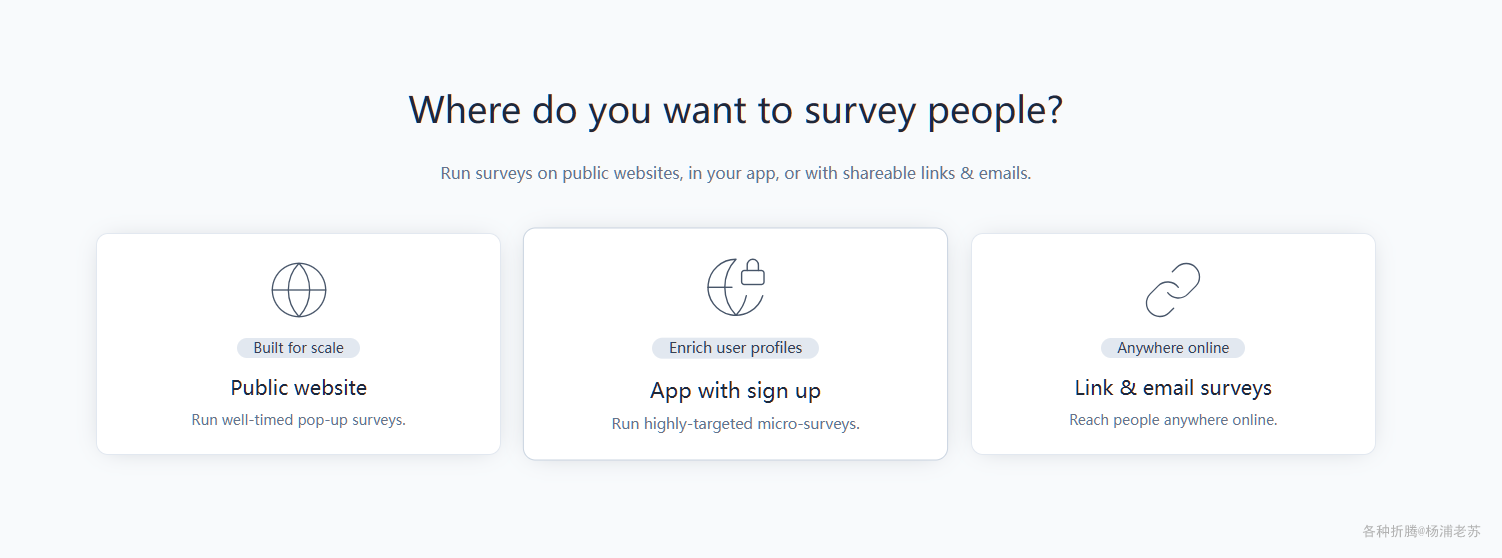 Where do you want to survey people?
Run surveys on public websites, in your app, or with shareable links & emails.
Built for scale
Public website
Run well-timed pop-up surveys.
Enrich user profiles
App with sign up
Run highly-targeted micro-surveys.
Anywhere online
Link & email surveys
Reach people anywhere online.
各种折腾@杨浦老苏